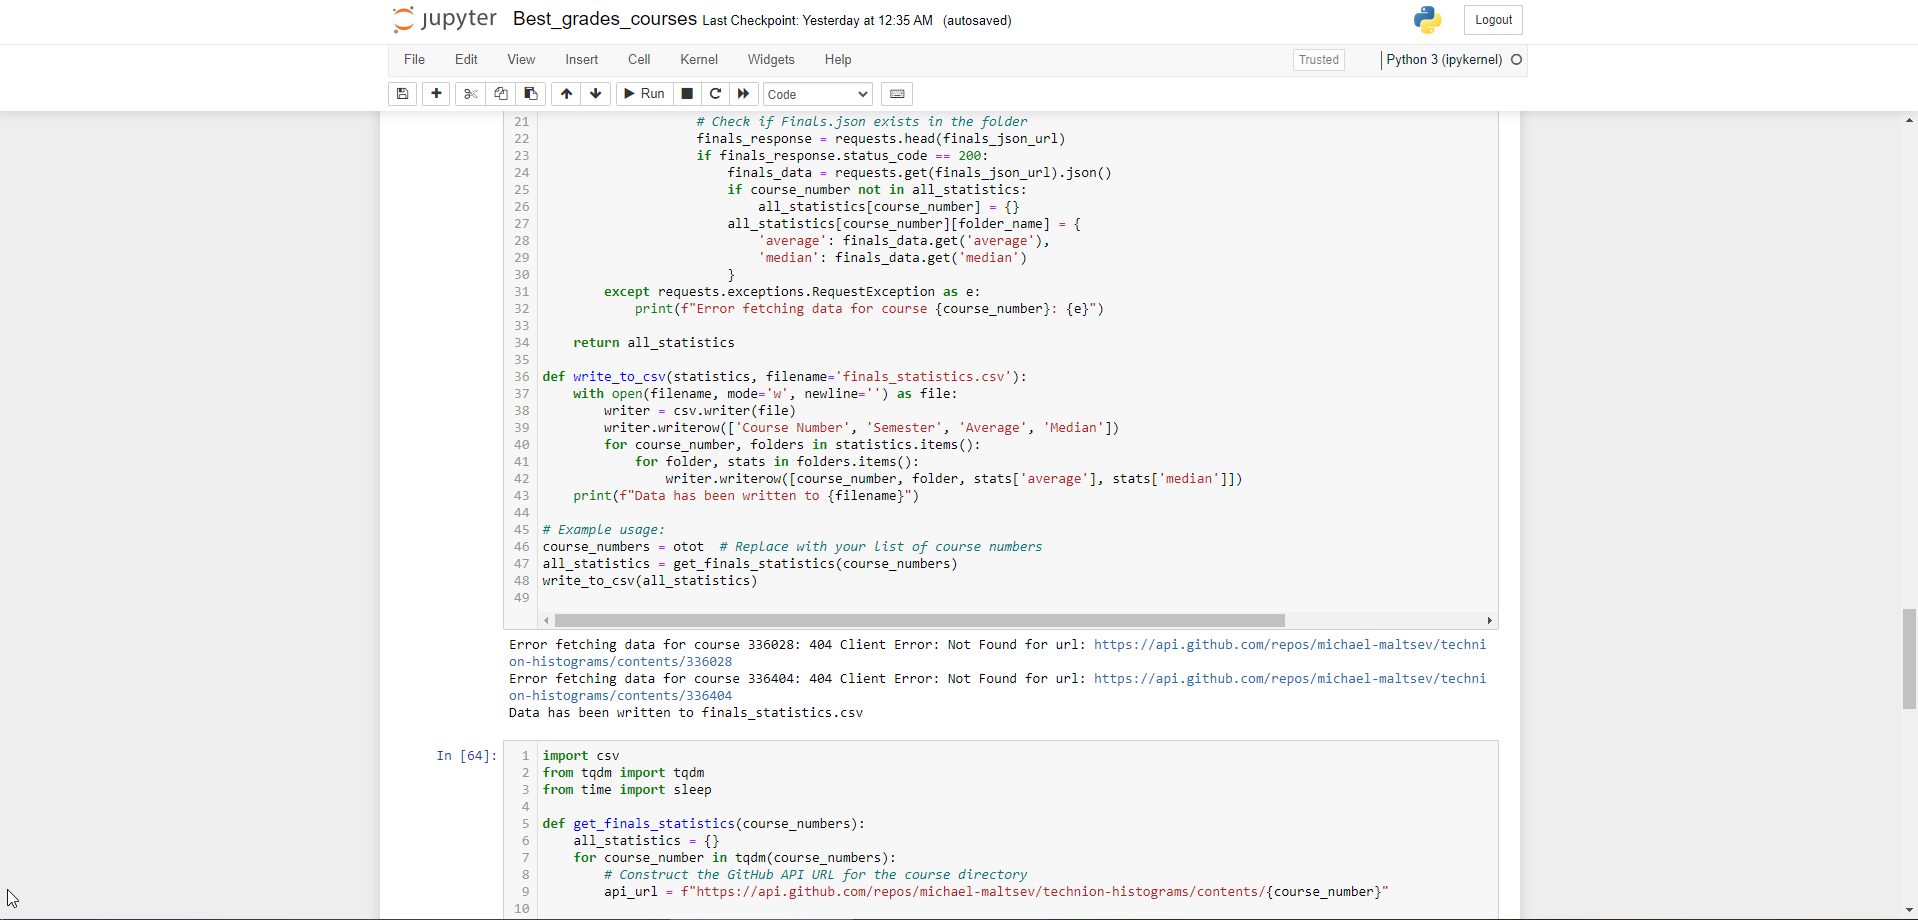 jupyter Best_grades_courses Last Checkpoint: Yesterday at 12:35 AM (autosaved) Logout
File Edit View Insert Cell Kernel Widgets Help Trusted Python 3 (ipykernel)
Run Code
21 # Check if Finals.json exists in the folder
22 finals_response = requests.head(finals_json_url)
23 if finals_response.status_code == 200:
24 finals_data = requests.get(finals_json_url).json()
25 if course_number not in all_statistics:
26 all_statistics[course_number] = {}
27 all_statistics[course_number][folder_name] = {
28 'average': finals_data.get('average'),
29 'median': finals_data.get('median')
30 }
31 except requests.exceptions.RequestException as e:
32 print(f"Error fetching data for course {course_number}: {e}")
33
34 return all_statistics
35
36 def write_to_csv(statistics, filename='finals_statistics.csv'):
37 with open(filename, mode='w', newline='') as file:
38 writer = csv.writer(file)
39 writer.writerow(['Course Number', 'Semester', 'Average', 'Median'])
40 for course_number, folders in statistics.items():
41 for folder, stats in folders.items():
42 writer.writerow([course_number, folder, stats['average'], stats['median']])
43 print(f"Data has been written to {filename}")
44
45 # Example usage:
46 course_numbers = otot  # Replace with your list of course numbers
47 all_statistics = get_finals_statistics(course_numbers)
48 write_to_csv(all_statistics)
49
Error fetching data for course 336028: 404 Client Error: Not Found for url: https://api.github.com/repos/michael-maltsev/techni
on-histograms/contents/336028
Error fetching data for course 336404: 404 Client Error: Not Found for url: https://api.github.com/repos/michael-maltsev/techni
on-histograms/contents/336404
Data has been written to finals_statistics.csv
In [64]: 1 import csv
2 from tqdm import tqdm
3 from time import sleep
4
5 def get_finals_statistics(course_numbers):
6 all_statistics = {}
7 for course_number in tqdm(course_numbers):
8 # Construct the GitHub API URL for the course directory
9 api_url = f"https://api.github.com/repos/michael-maltsev/technion-histograms/contents/{course_number}"
10